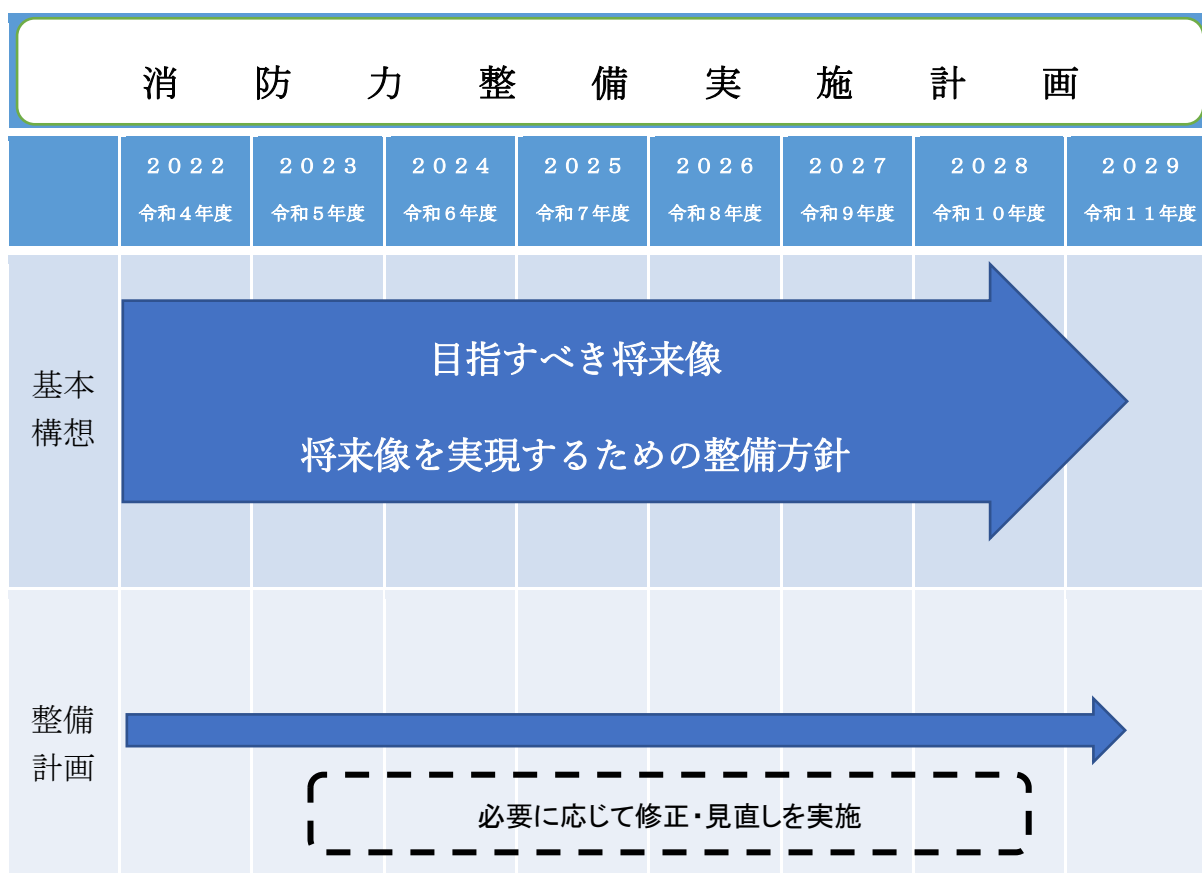 消防力整備実施計画
２０２２ ２０２３ ２０２４ ２０２５ ２０２６ ２０２７ ２０２８ ２０２９
令和４年度 令和５年度 令和６年度 令和７年度 令和８年度 令和９年度 令和１０年度 令和１１年度
基本
構想
目指すべき将来像
将来像を実現するための整備方針
整備
計画
必要に応じて修正・見直しを実施